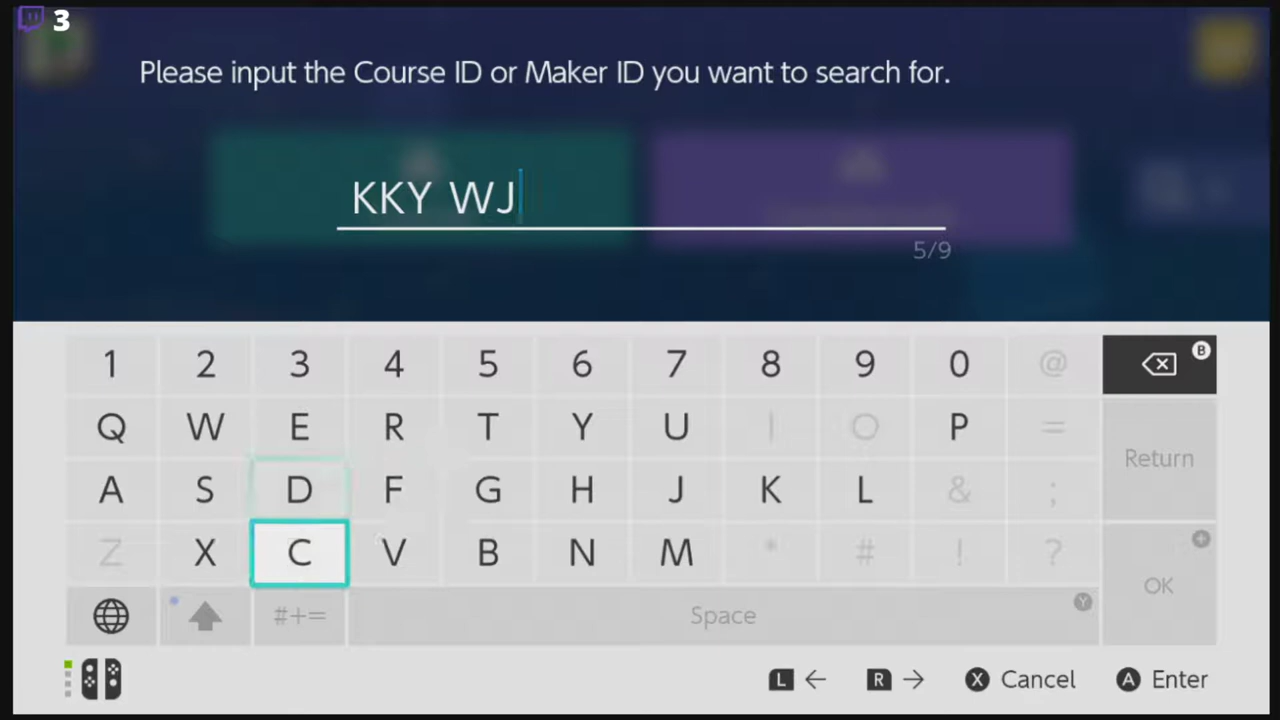 3
Please input the Course ID or Maker ID you want to search for.
KKY WJ
5/9
1 2 3 4 5 6 7 8 9 0 @ B
Q W E R T Y U I O P = Return
A S D F G H J K L & ;
Z X C V B N M * # ! ? + OK
#+= Space Y
L ← R → X Cancel A Enter